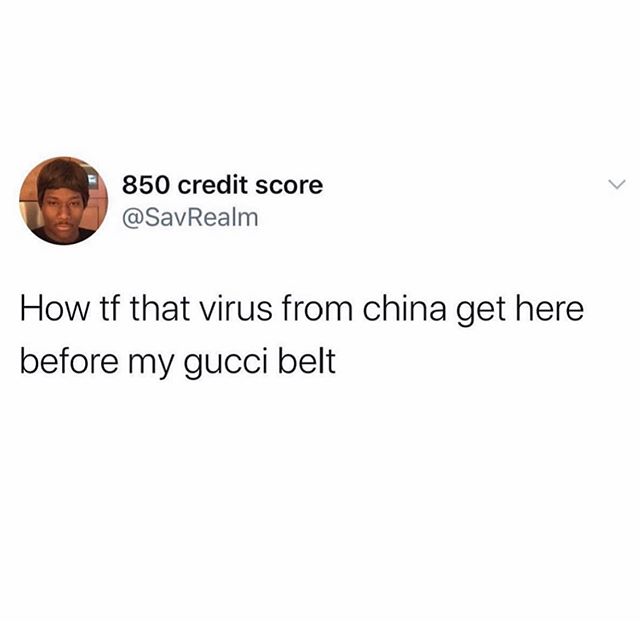 850 credit score
@SavRealm
How tf that virus from china get here
before my gucci belt